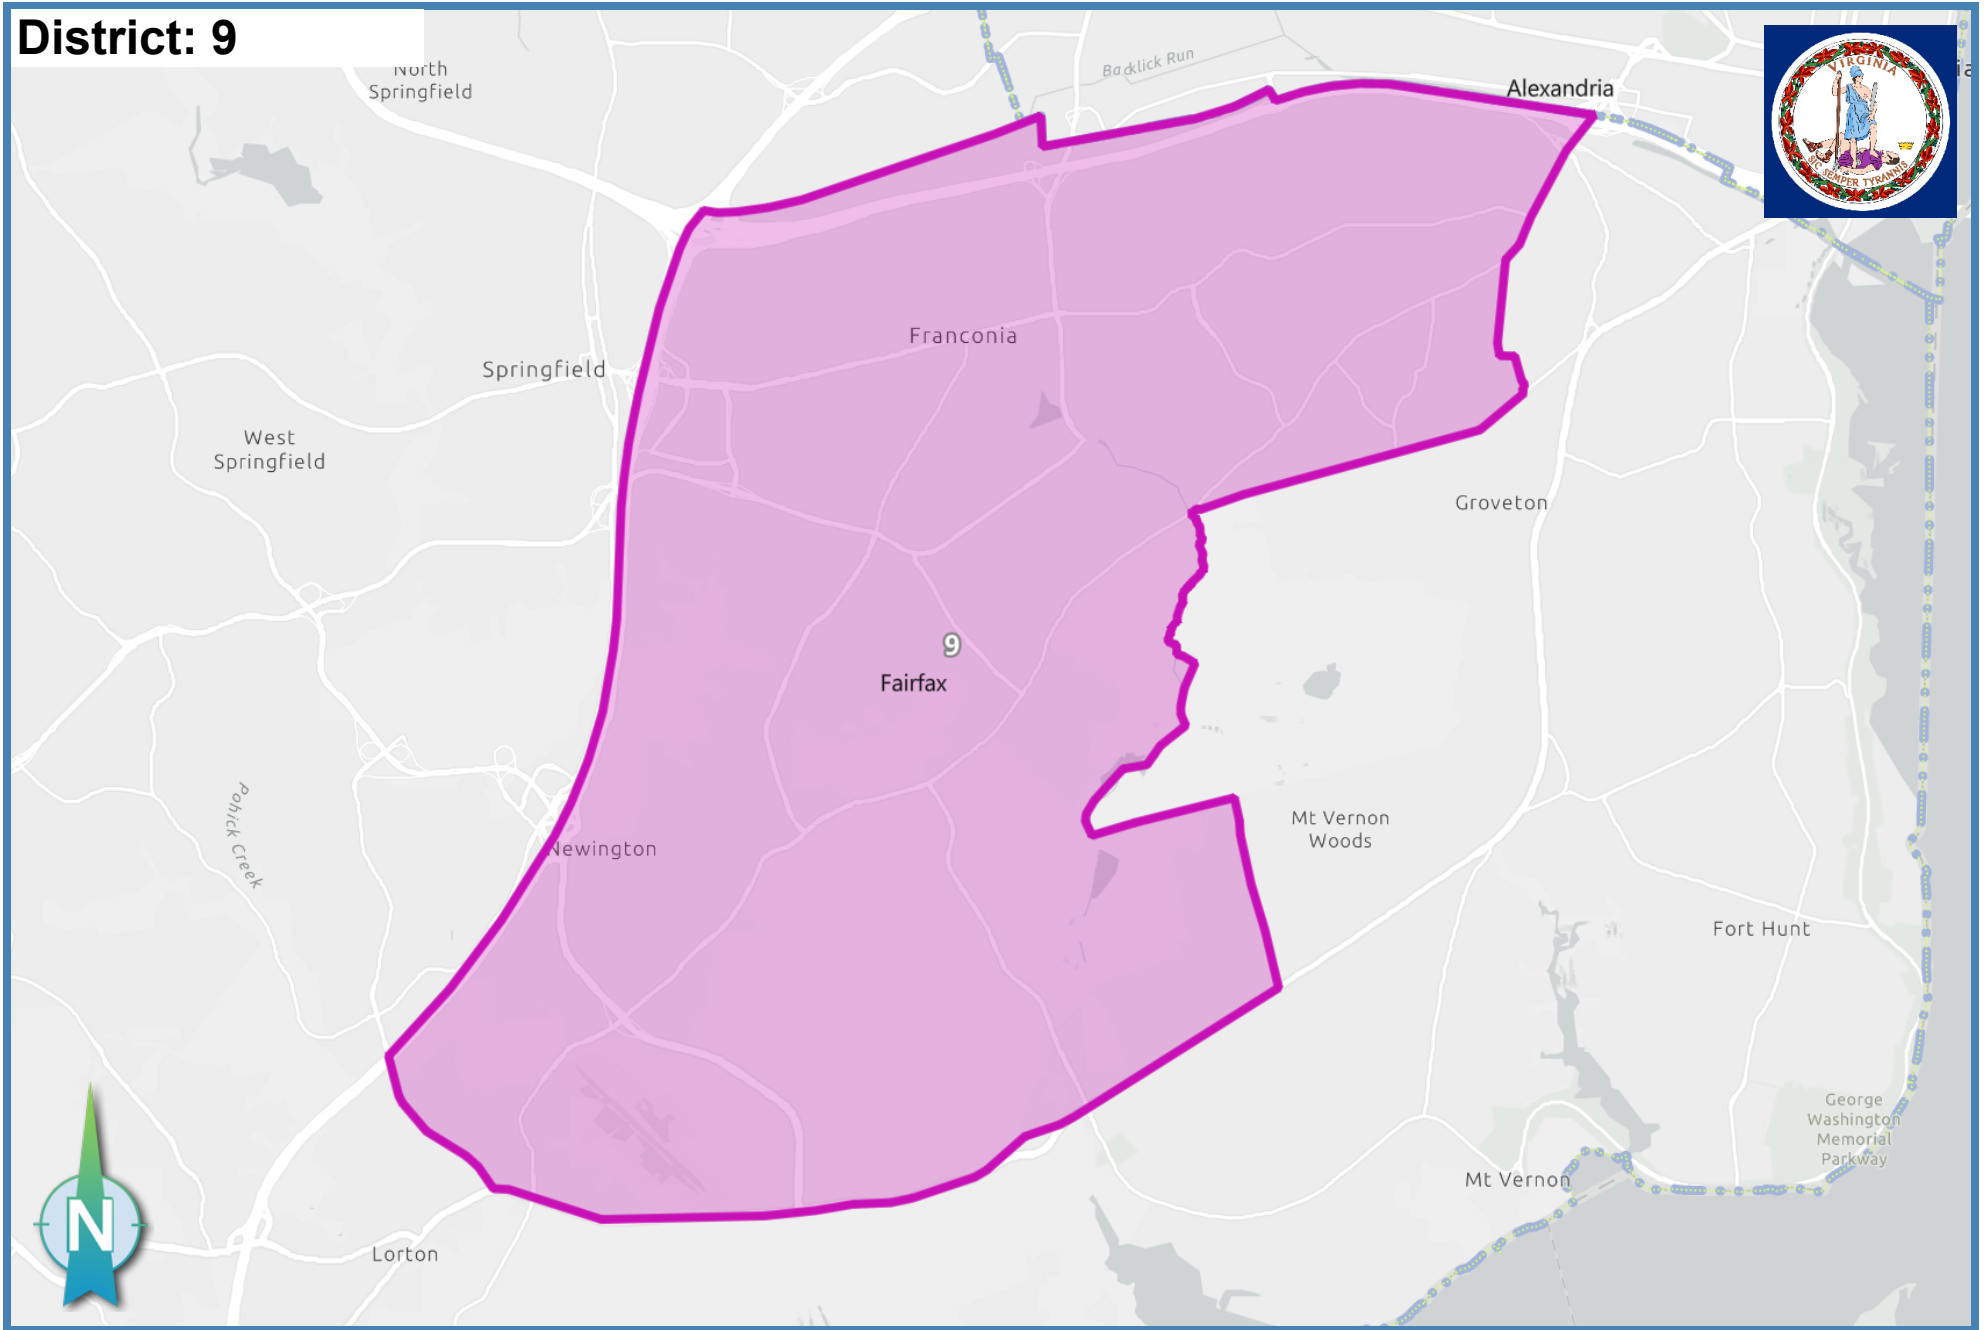 District: 9
North
Springfield
Backlick Run
Alexandria
VIRGINIA
SIC SEMPER TYRANNIS
Franconia
Springfield
West
Springfield
Groveton
9
Fairfax
Pohick Creek
Newington
Mt Vernon
Woods
Fort Hunt
George
Washington
Memorial
Parkway
Mt Vernon
N
Lorton